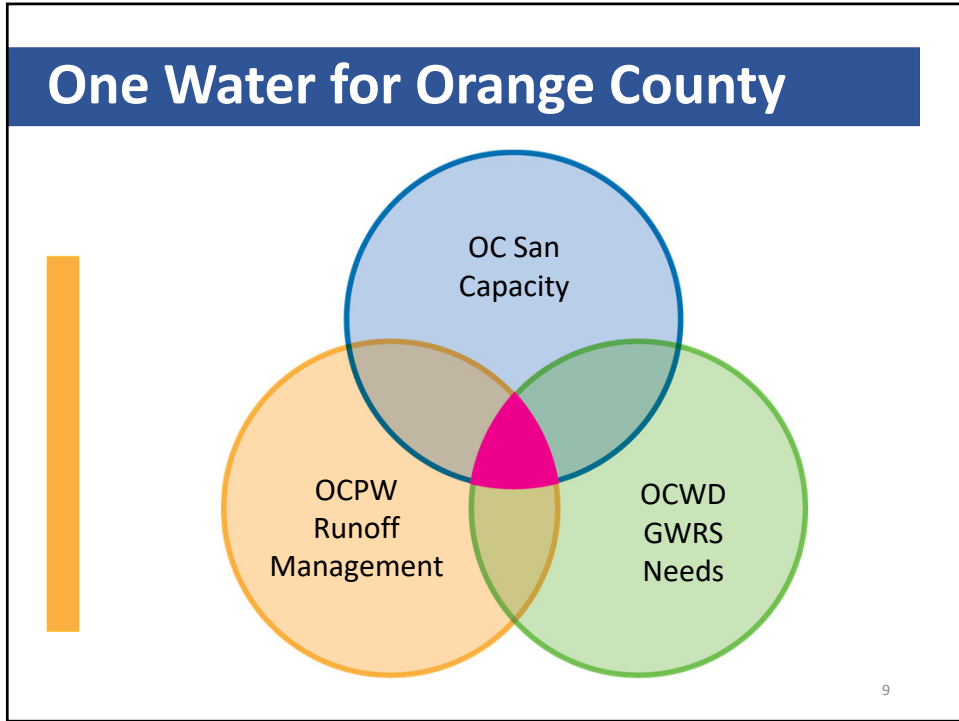 One Water for Orange County
OC San
Capacity
OCPW
Runoff
Management
OCWD
GWRS
Needs
9